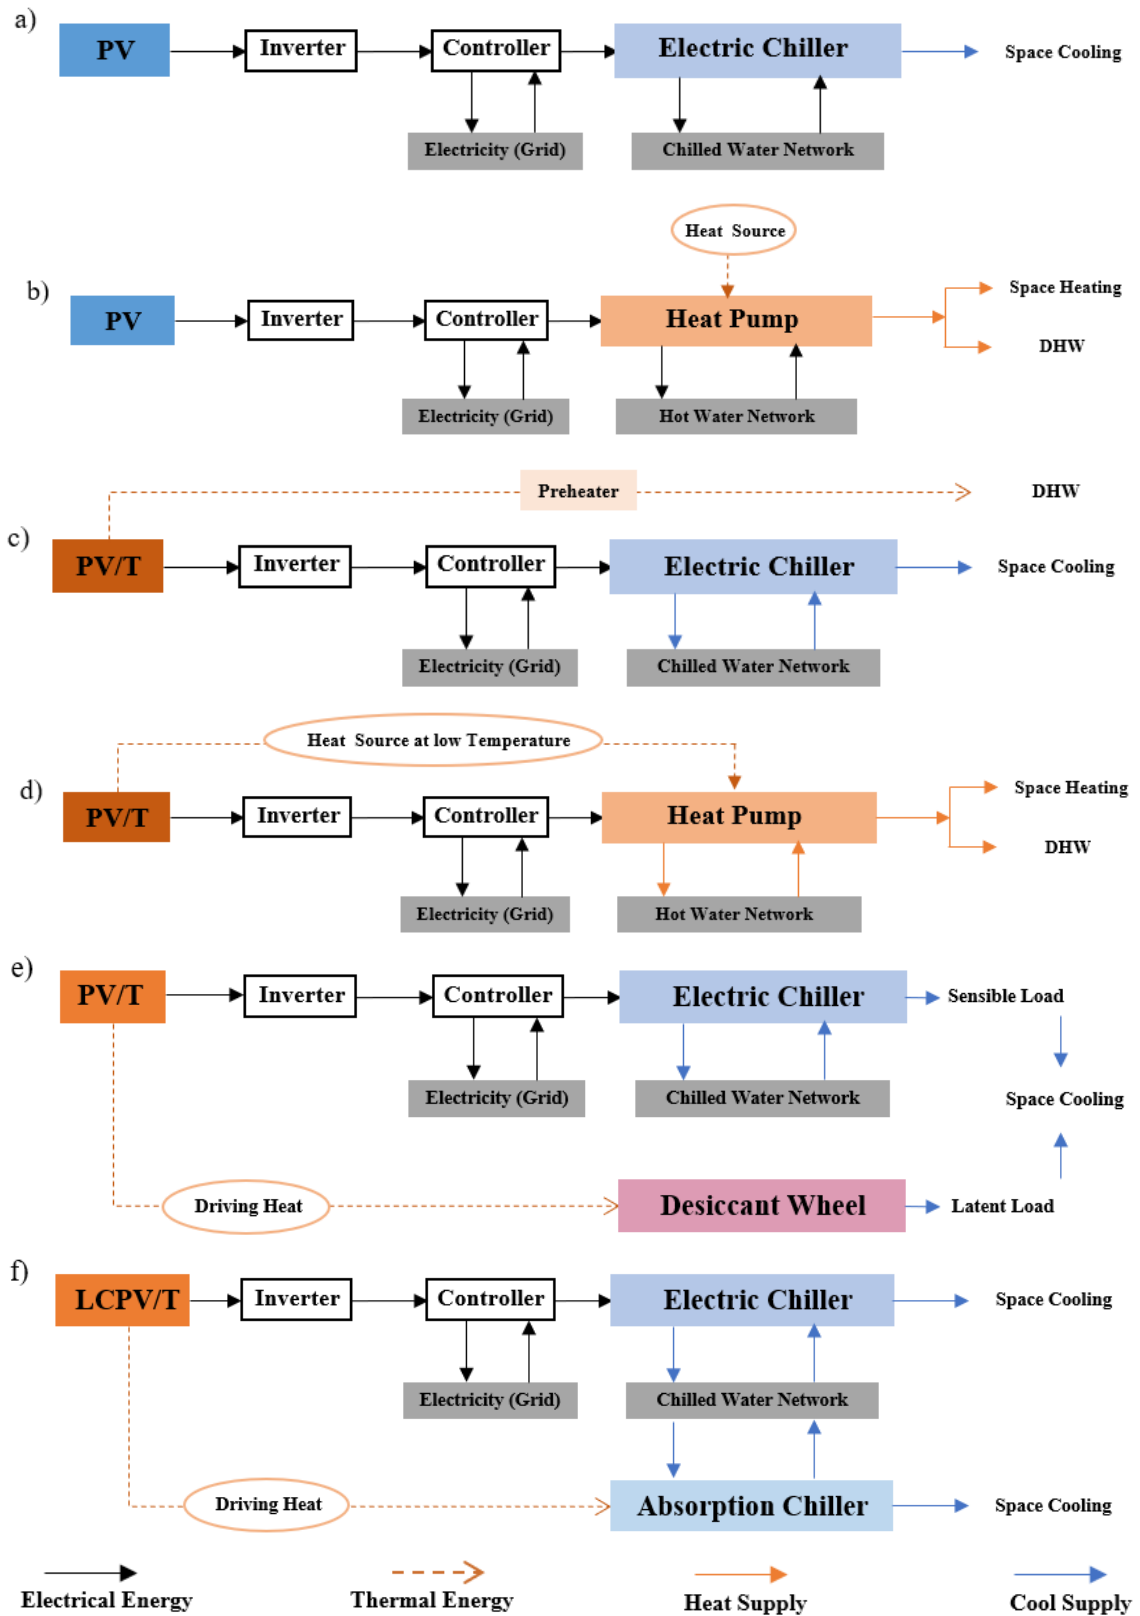 a)
PV
Inverter
Controller
Electric Chiller
Space Cooling
Electricity (Grid)
Chilled Water Network
Heat Source
b)
PV
Inverter
Controller
Heat Pump
Space Heating
DHW
Electricity (Grid)
Hot Water Network
Preheater
DHW
c)
PV/T
Inverter
Controller
Electric Chiller
Space Cooling
Electricity (Grid)
Chilled Water Network
Heat Source at low Temperature
d)
PV/T
Inverter
Controller
Heat Pump
Space Heating
DHW
Electricity (Grid)
Hot Water Network
e)
PV/T
Inverter
Controller
Electric Chiller
Sensible Load
Electricity (Grid)
Chilled Water Network
Space Cooling
Driving Heat
Desiccant Wheel
Latent Load
f)
LCPV/T
Inverter
Controller
Electric Chiller
Space Cooling
Electricity (Grid)
Chilled Water Network
Driving Heat
Absorption Chiller
Space Cooling
Electrical Energy
Thermal Energy
Heat Supply
Cool Supply